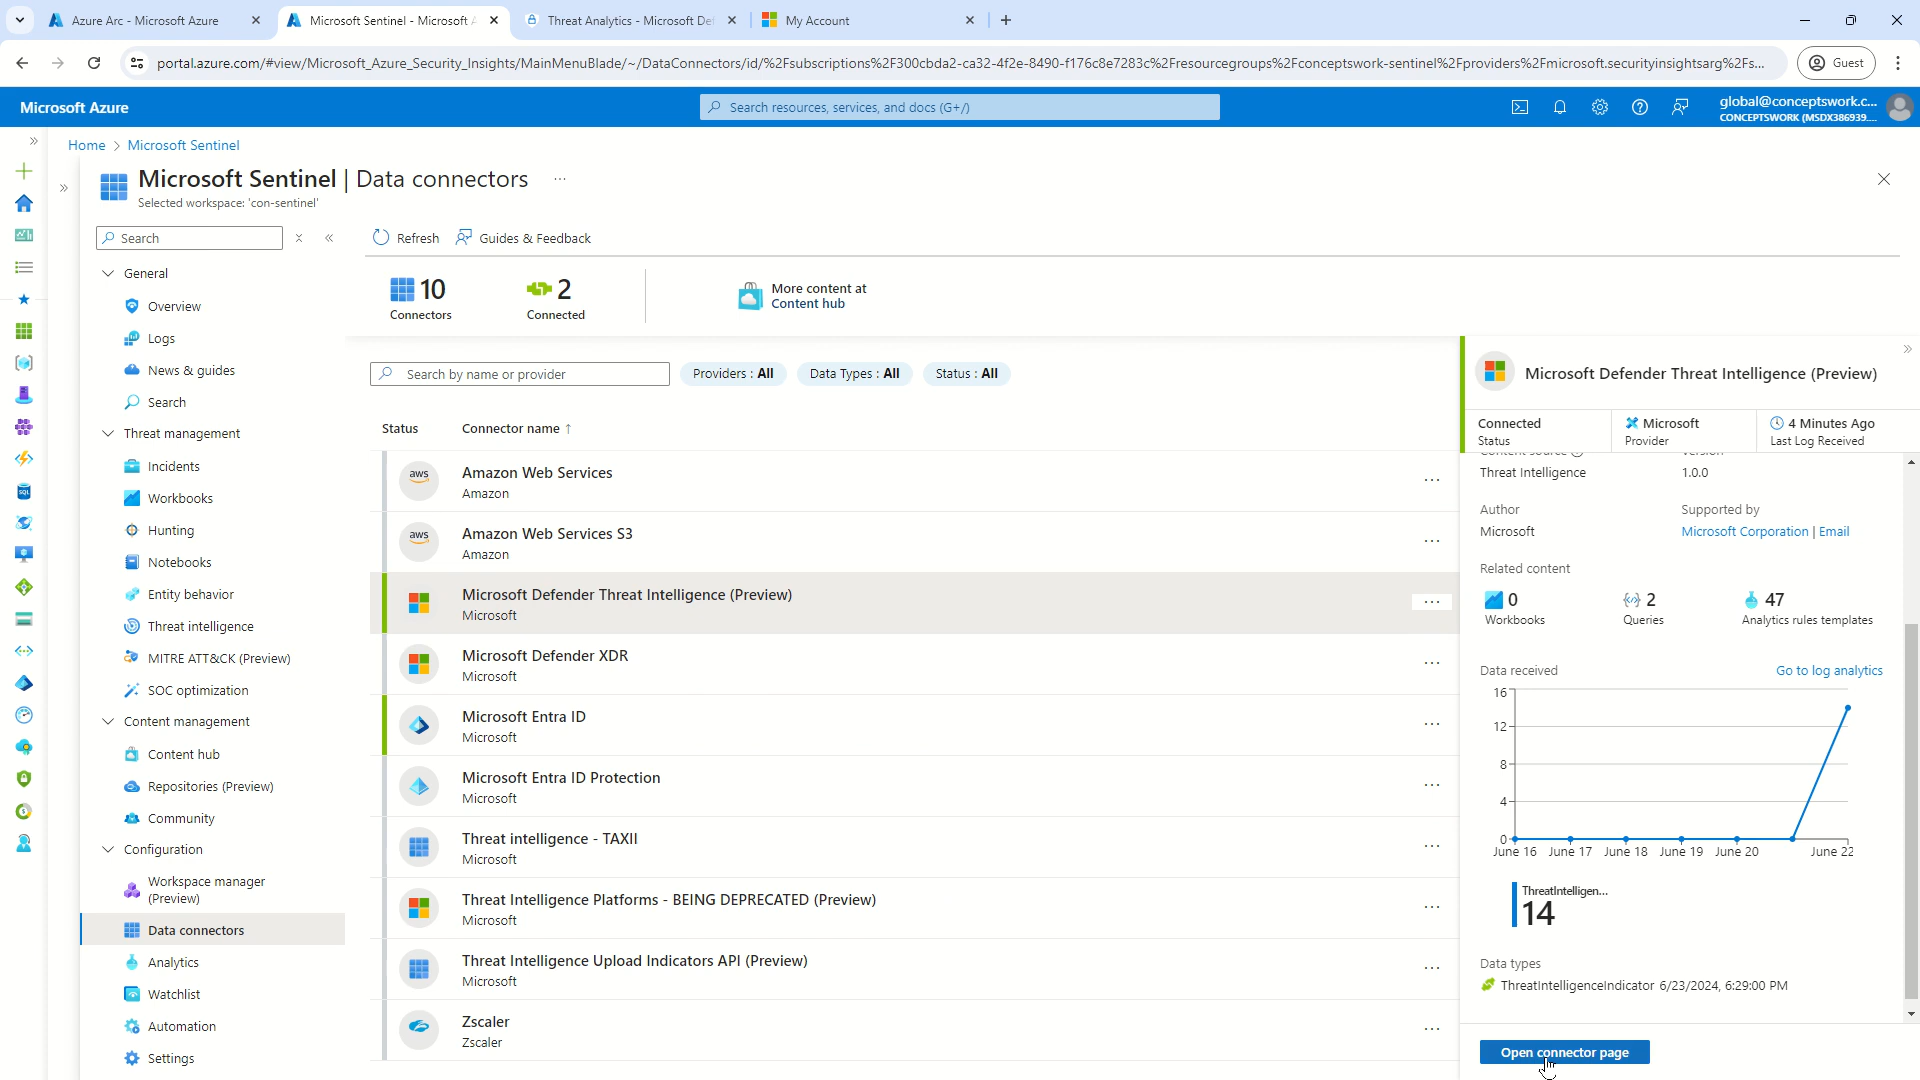 Azure Arc - Microsoft Azure
Microsoft Sentinel - Microsoft A
Threat Analytics - Microsoft Def
My Account
portal.azure.com/#view/Microsoft_Azure_Security_Insights/MainMenuBlade/~/DataConnectors/id/%2Fsubscriptions%2F300cbda2-ca32-4f2e-8490-f176c8e7283c%2Fresourcegroups%2Fconceptswork-sentinel%2Fproviders%2Fmicrosoft.securityinsightsarg%2Fs...
Guest
Microsoft Azure
Search resources, services, and docs (G+/)
global@conceptswork.c...
CONCEPTSWORK (MSDX386939....
Home > Microsoft Sentinel
Microsoft Sentinel | Data connectors ...
Selected workspace: 'con-sentinel'
Search
General
Overview
Logs
News & guides
Search
Threat management
Incidents
Workbooks
Hunting
Notebooks
Entity behavior
Threat intelligence
MITRE ATT&CK (Preview)
SOC optimization
Content management
Content hub
Repositories (Preview)
Community
Configuration
Workspace manager
(Preview)
Data connectors
Analytics
Watchlist
Automation
Settings
Refresh
Guides & Feedback
10
Connectors
2
Connected
More content at
Content hub
Search by name or provider
Providers : All
Data Types : All
Status : All
Status
Connector name ↑
aws
Amazon Web Services
Amazon
aws
Amazon Web Services S3
Amazon
Microsoft Defender Threat Intelligence (Preview)
Microsoft
Microsoft Defender XDR
Microsoft
Microsoft Entra ID
Microsoft
Microsoft Entra ID Protection
Microsoft
Threat intelligence - TAXII
Microsoft
Threat Intelligence Platforms - BEING DEPRECATED (Preview)
Microsoft
Threat Intelligence Upload Indicators API (Preview)
Microsoft
Zscaler
Zscaler
Microsoft Defender Threat Intelligence (Preview)
Connected
Status
Microsoft
Provider
4 Minutes Ago
Last Log Received
Content source
Version
Threat Intelligence
1.0.0
Author
Supported by
Microsoft
Microsoft Corporation | Email
Related content
0
Workbooks
2
Queries
47
Analytics rules templates
Data received
Go to log analytics
16
12
8
4
0
June 16 June 17 June 18 June 19 June 20 June 22
ThreatIntelligen...
14
Data types
ThreatIntelligenceIndicator 6/23/2024, 6:29:00 PM
Open connector page